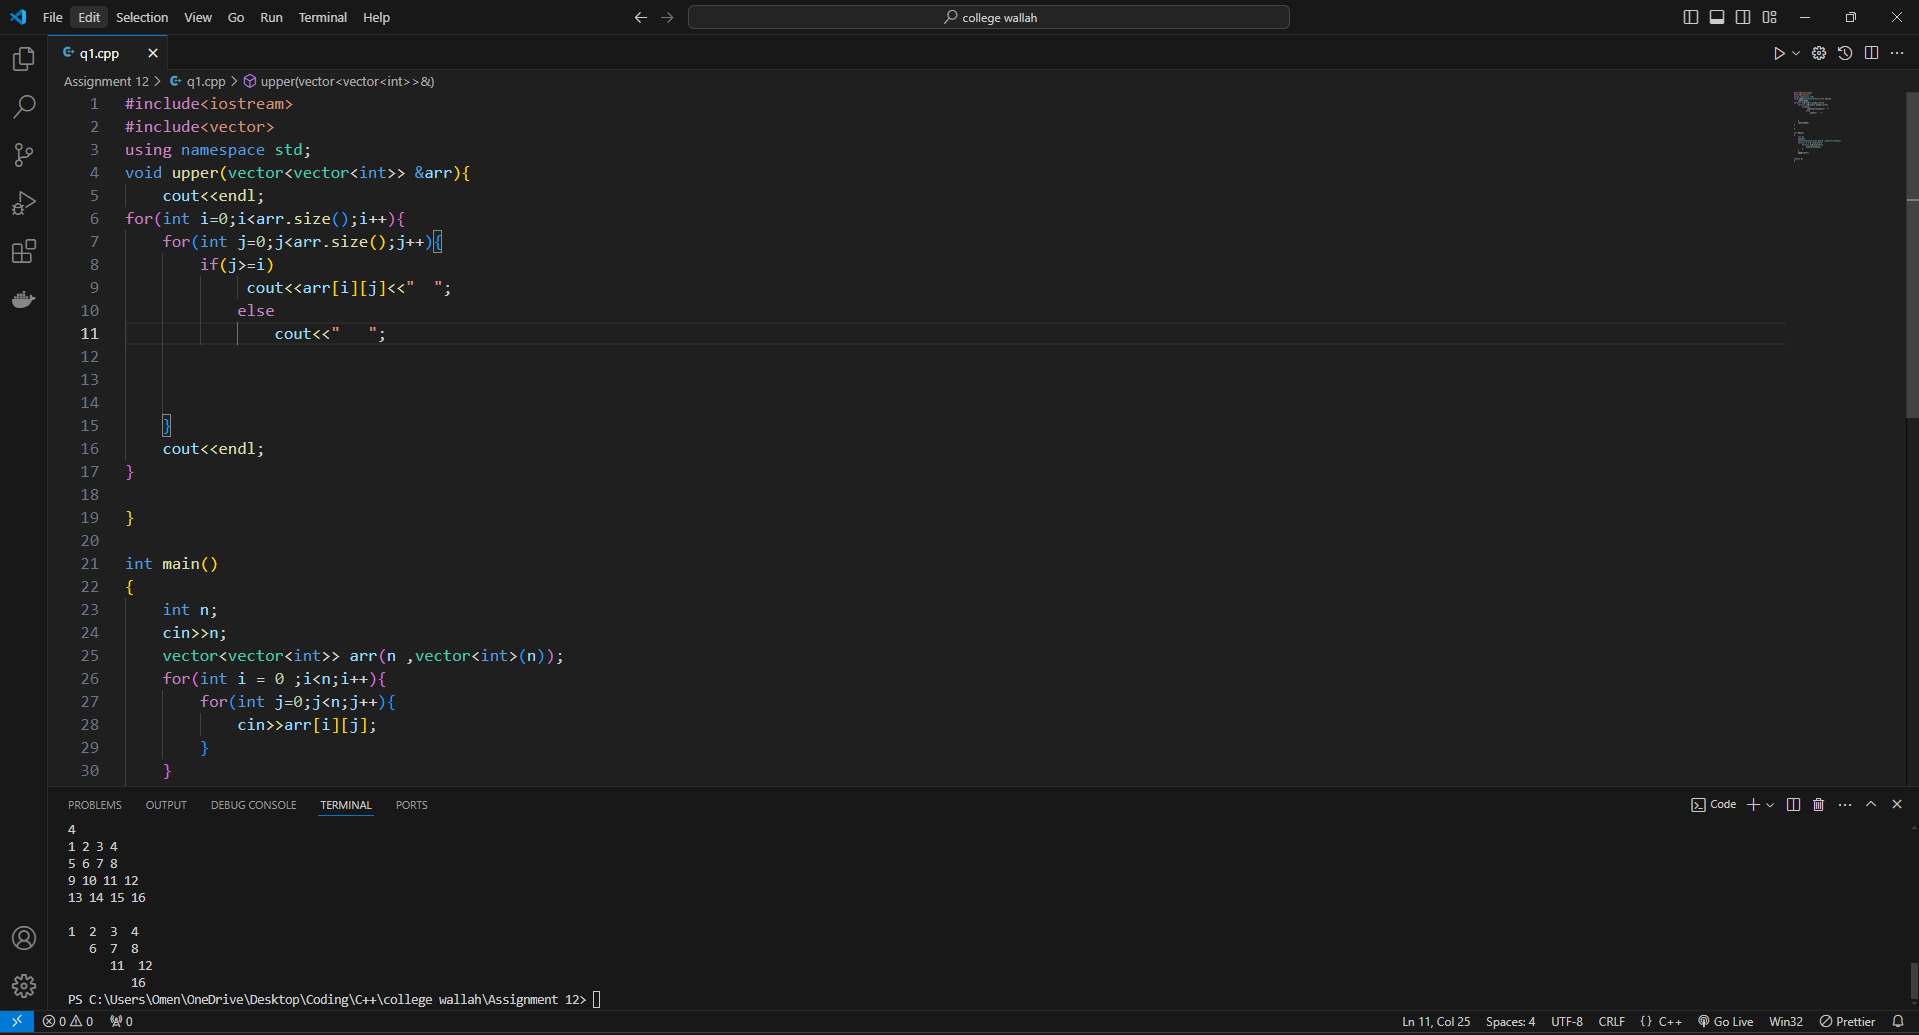 File Edit Selection View Go Run Terminal Help college wallah
q1.cpp
Assignment 12 > q1.cpp > upper(vector<vector<int>>&)
1 #include<iostream>
2 #include<vector>
3 using namespace std;
4 void upper(vector<vector<int>> &arr){
5     cout<<endl;
6 for(int i=0;i<arr.size();i++){
7     for(int j=0;j<arr.size();j++){
8         if(j>=i)
9              cout<<arr[i][j]<<"  ";
10             else
11                 cout<<"   ";
12
13
14
15     }
16     cout<<endl;
17 }
18
19 }
20
21 int main()
22 {
23     int n;
24     cin>>n;
25     vector<vector<int>> arr(n ,vector<int>(n));
26     for(int i = 0 ;i<n;i++){
27         for(int j=0;j<n;j++){
28             cin>>arr[i][j];
29         }
30     }
PROBLEMS OUTPUT DEBUG CONSOLE TERMINAL PORTS Code
4
1 2 3 4
5 6 7 8
9 10 11 12
13 14 15 16
1  2  3  4
   6  7  8
      11  12
         16
PS C:\Users\Omen\OneDrive\Desktop\Coding\C++\college wallah\Assignment 12>
0 0 0 Ln 11, Col 25 Spaces: 4 UTF-8 CRLF {} C++ Go Live Win32 Prettier